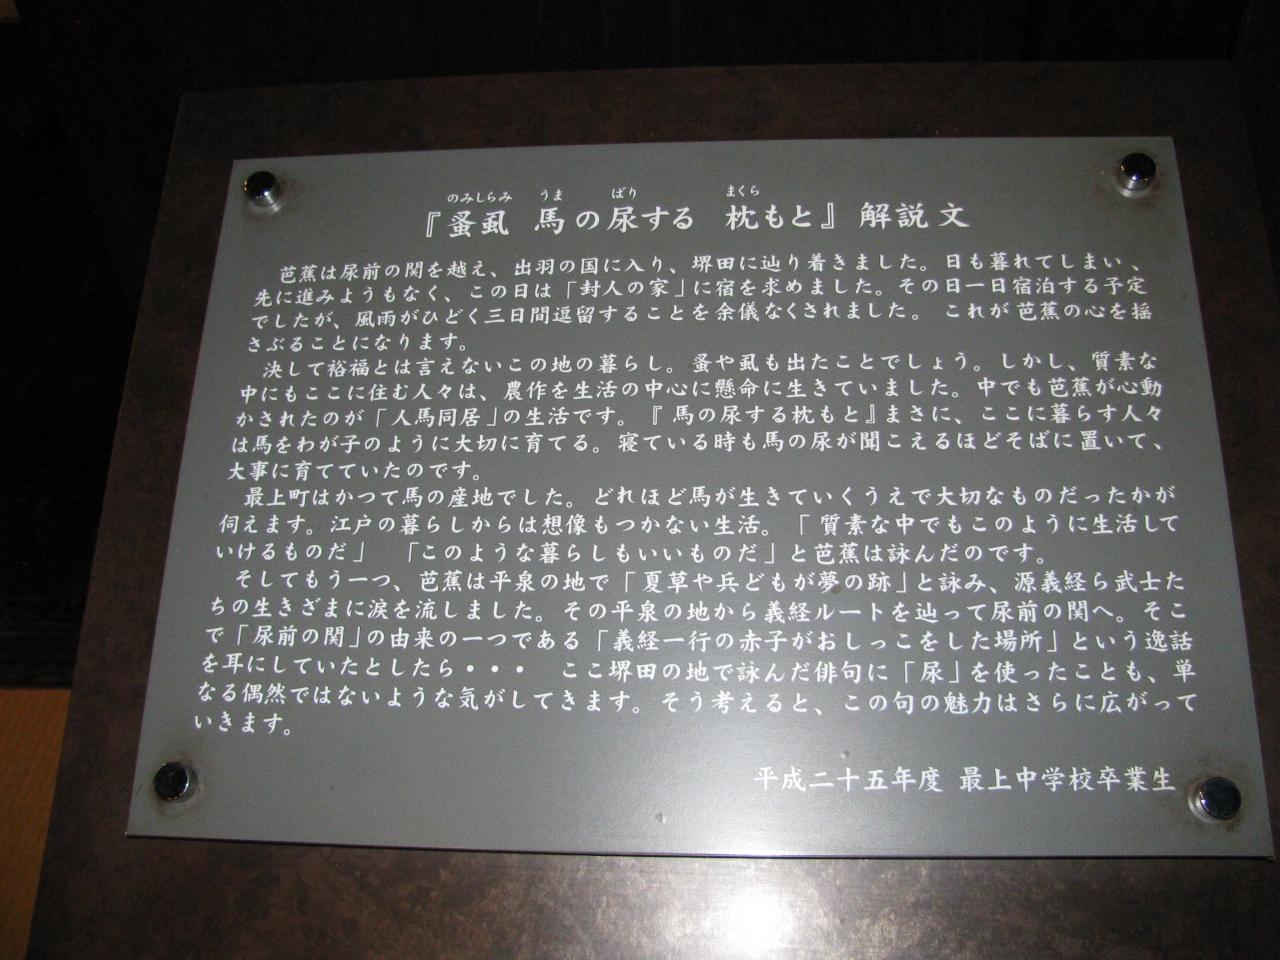 のみしらみ うま ばり まくら
『蚤虱 馬の尿する 枕もと』解説文
芭蕉は尿前の関を越え、出羽の国に入り、堺田に辿り着きました。日も暮れてしまい、
先に進みようもなく、この日は「封人の家」に宿を求めました。その日一日宿泊する予定
でしたが、風雨がひどく三日間逗留することを余儀なくされました。 これが芭蕉の心を揺
さぶることになります。
決して裕福とは言えないこの地の暮らし。蚤や虱も出たことでしょう。しかし、質素な
中にもここに住む人々は、農作を生活の中心に懸命に生きていました。中でも芭蕉が心動
かされたのが「人馬同居」の生活です。『馬の尿する枕もと』まさに、ここに暮らす人々
は馬をわが子のように大切に育てる。寝ている時も馬の尿が聞こえるほどそばに置いて、
大事に育てていたのです。
最上町はかつて馬の産地でした。どれほど馬が生きていくうえで大切なものだったかが
伺えます。江戸の暮らしからは想像もつかない生活。「質素な中でもこのように生活して
いけるものだ」 「このような暮らしもいいものだ」と芭蕉は詠んだのです。
そしてもう一つ、芭蕉は平泉の地で「夏草や兵どもが夢の跡」と詠み、源義経ら武士た
ちの生きざまに涙を流しました。その平泉の地から義経ルートを辿って尿前の関へ。そこ
で「尿前の関」の由来の一つである「義経一行の赤子がおしっこをした場所」という逸話
を耳にしていたとしたら・・・ ここ堺田の地で詠んだ俳句に「尿」を使ったことも、単
なる偶然ではないような気がしてきます。そう考えると、この句の魅力はさらに広がって
いきます。
平成二十五年度 最上中学校卒業生